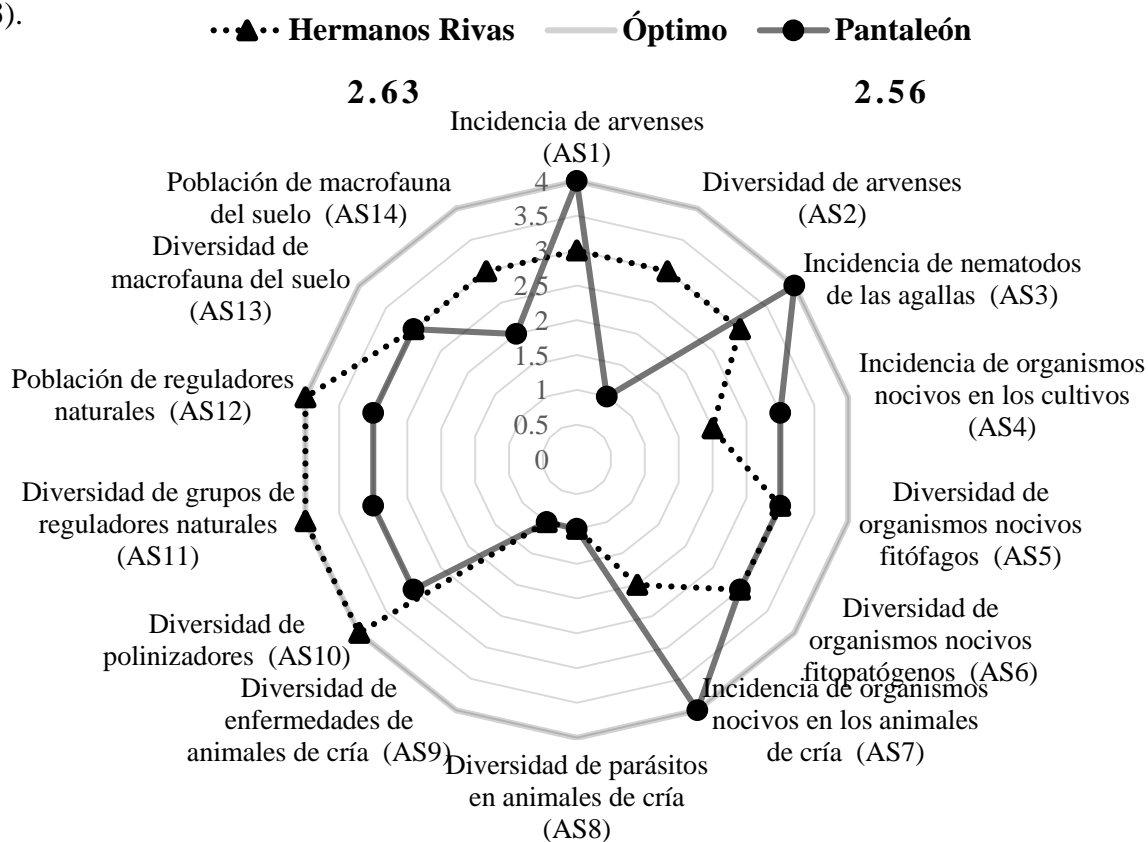 3).
Hermanos Rivas Óptimo Pantaleón
2.63 2.56
Incidencia de arvenses
(AS1)
Diversidad de arvenses
(AS2)
Incidencia de nematodos
de las agallas (AS3)
Incidencia de organismos
nocivos en los cultivos
(AS4)
Diversidad de
organismos nocivos
fitófagos (AS5)
Diversidad de
organismos nocivos
fitopatógenos (AS6)
Incidencia de organismos
nocivos en los animales
de cría (AS7)
Diversidad de parásitos
en animales de cría
(AS8)
Diversidad de
enfermedades de
animales de cría (AS9)
Diversidad de
polinizadores (AS10)
Diversidad de grupos de
reguladores naturales
(AS11)
Población de reguladores
naturales (AS12)
Diversidad de
macrofauna del suelo
(AS13)
Población de macrofauna
del suelo (AS14)
4
3.5
3
2.5
2
1.5
1
0.5
0